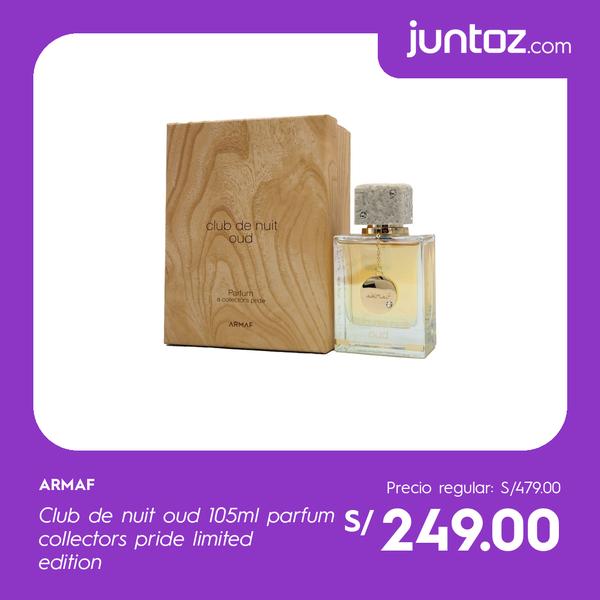 juntoz.com
club de nuit
oud
Parfum
a collectors pride
ARMAF
oud
ARMAF
Club de nuit oud 105ml parfum
collectors pride limited
edition
Precio regular: S/479.00
S/ 249.00